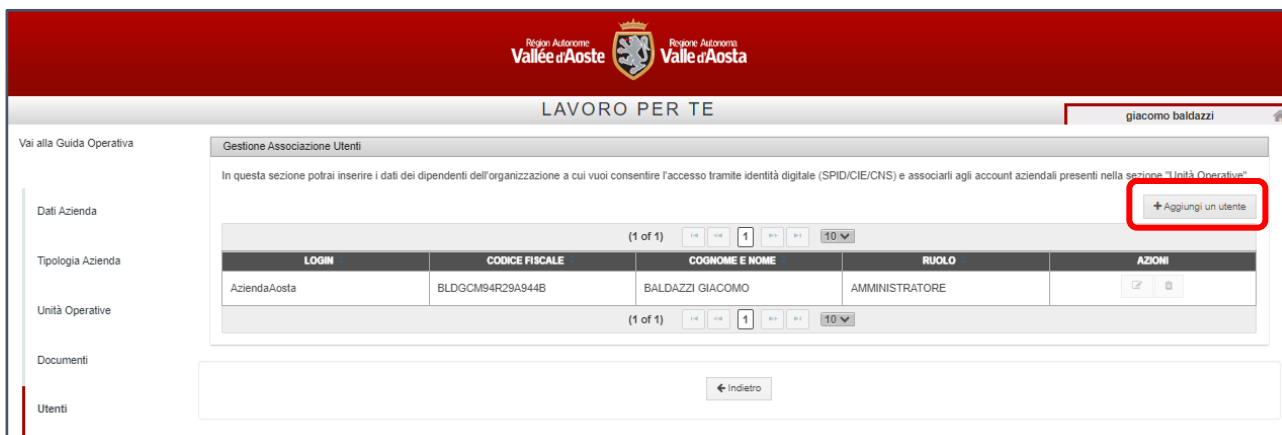 Région Autonome Regione Autonoma
Vallée d'Aoste Valle d'Aosta
LAVORO PER TE
giacomo baldazzi
Vai alla Guida Operativa
Gestione Associazione Utenti
In questa sezione potrai inserire i dati dei dipendenti dell'organizzazione a cui vuoi consentire l'accesso tramite identità digitale (SPID/CIE/CNS) e associarli agli account aziendali presenti nella sezione "Unità Operative"
+ Aggiungi un utente
Dati Azienda
(1 of 1) 1 10
Tipologia Azienda
LOGIN CODICE FISCALE COGNOME E NOME RUOLO AZIONI
AziendaAosta BLDGCM94R29A944B BALDAZZI GIACOMO AMMINISTRATORE
Unità Operative
(1 of 1) 1 10
Documenti
Indietro
Utenti